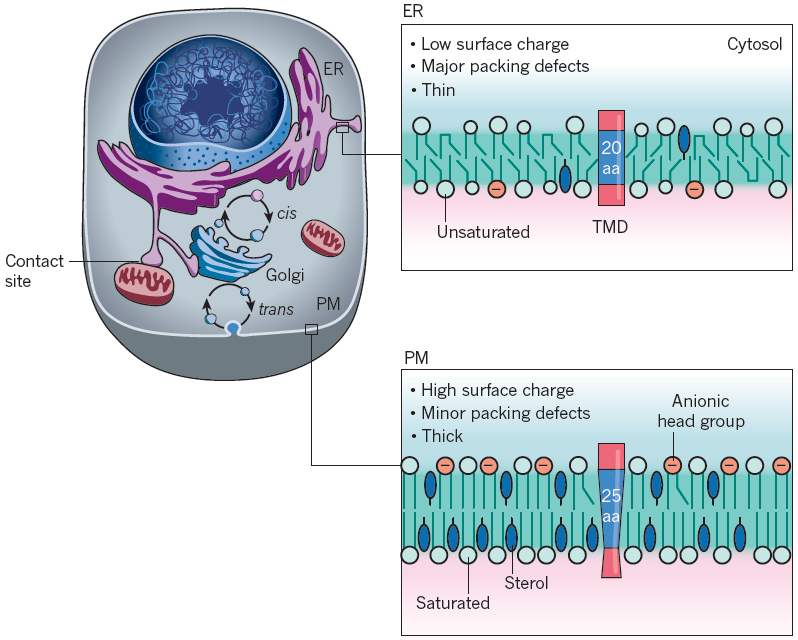 ER
cis
Golgi
trans
PM
Contact
site
ER
• Low surface charge
• Major packing defects
• Thin
Cytosol
20
aa
−
−
Unsaturated
TMD
PM
• High surface charge
• Minor packing defects
• Thick
Anionic
head group
− − − − − −
25
aa
Sterol
Saturated